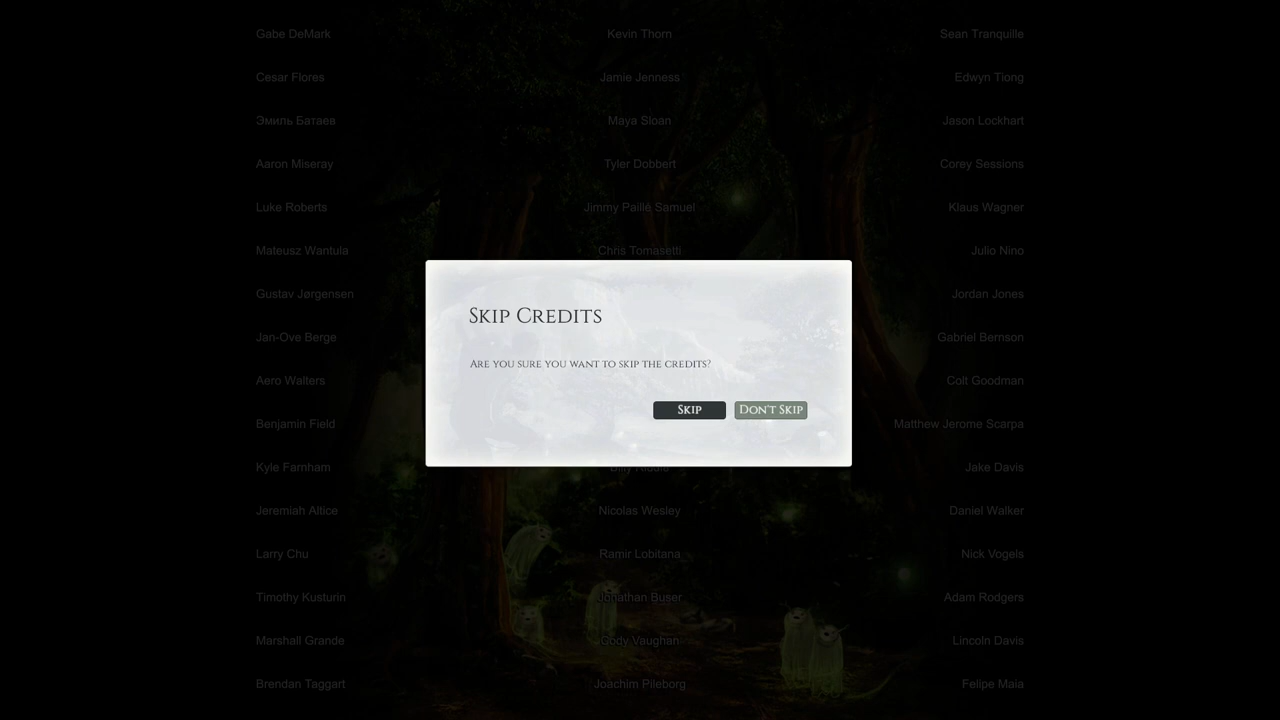 Gabe DeMark Kevin Thorn Sean Tranquille
Cesar Flores Jamie Jenness Edwyn Tiong
Эмиль Батаев Maya Sloan Jason Lockhart
Aaron Miseray Tyler Dobbert Corey Sessions
Luke Roberts Jimmy Paillé Samuel Klaus Wagner
Mateusz Wantula Chris Tomasetti Julio Nino
Gustav Jørgensen Jordan Jones
Skip Credits
Jan-Ove Berge Gabriel Bernson
Are you sure you want to skip the credits?
Aero Walters Colt Goodman
Skip Don't Skip
Benjamin Field Matthew Jerome Scarpa
Kyle Farnham Jake Davis
Jeremiah Altice Nicolas Wesley Daniel Walker
Larry Chu Ramir Lobitana Nick Vogels
Timothy Kusturin Jonathan Buser Adam Rodgers
Marshall Grande Cody Vaughan Lincoln Davis
Brendan Taggart Joachim Pileborg Felipe Maia